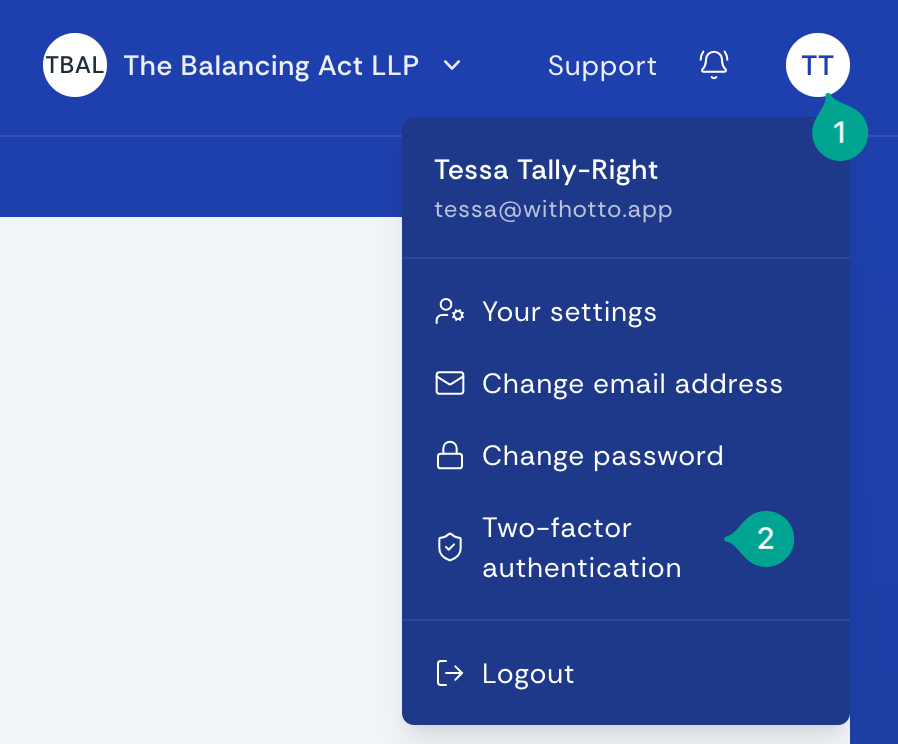 TBAL The Balancing Act LLP Support TT
1
Tessa Tally-Right
tessa@withotto.app
Your settings
Change email address
Change password
Two-factor
authentication
2
Logout